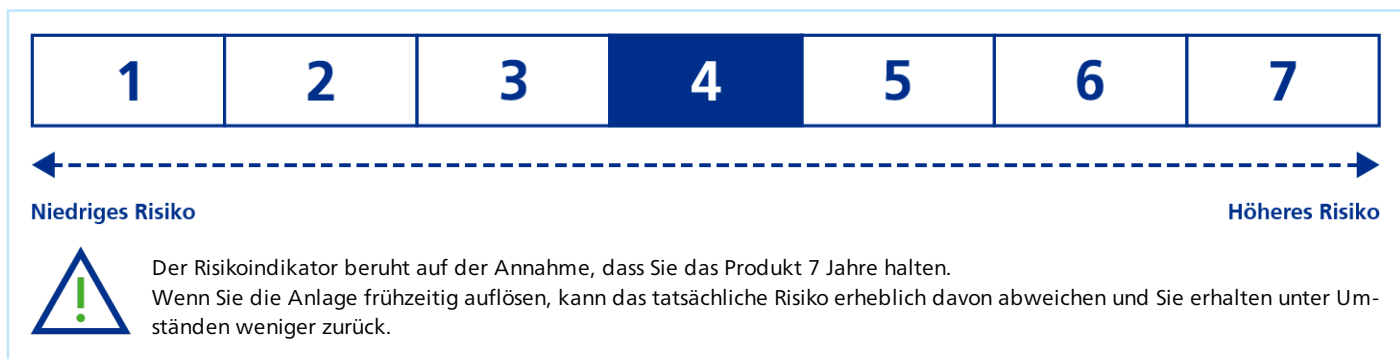 1 2 3 4 5 6 7
Niedriges Risiko Höheres Risiko
Der Risikoindikator beruht auf der Annahme, dass Sie das Produkt 7 Jahre halten.
Wenn Sie die Anlage frühzeitig auflösen, kann das tatsächliche Risiko erheblich davon abweichen und Sie erhalten unter Um-
ständen weniger zurück.